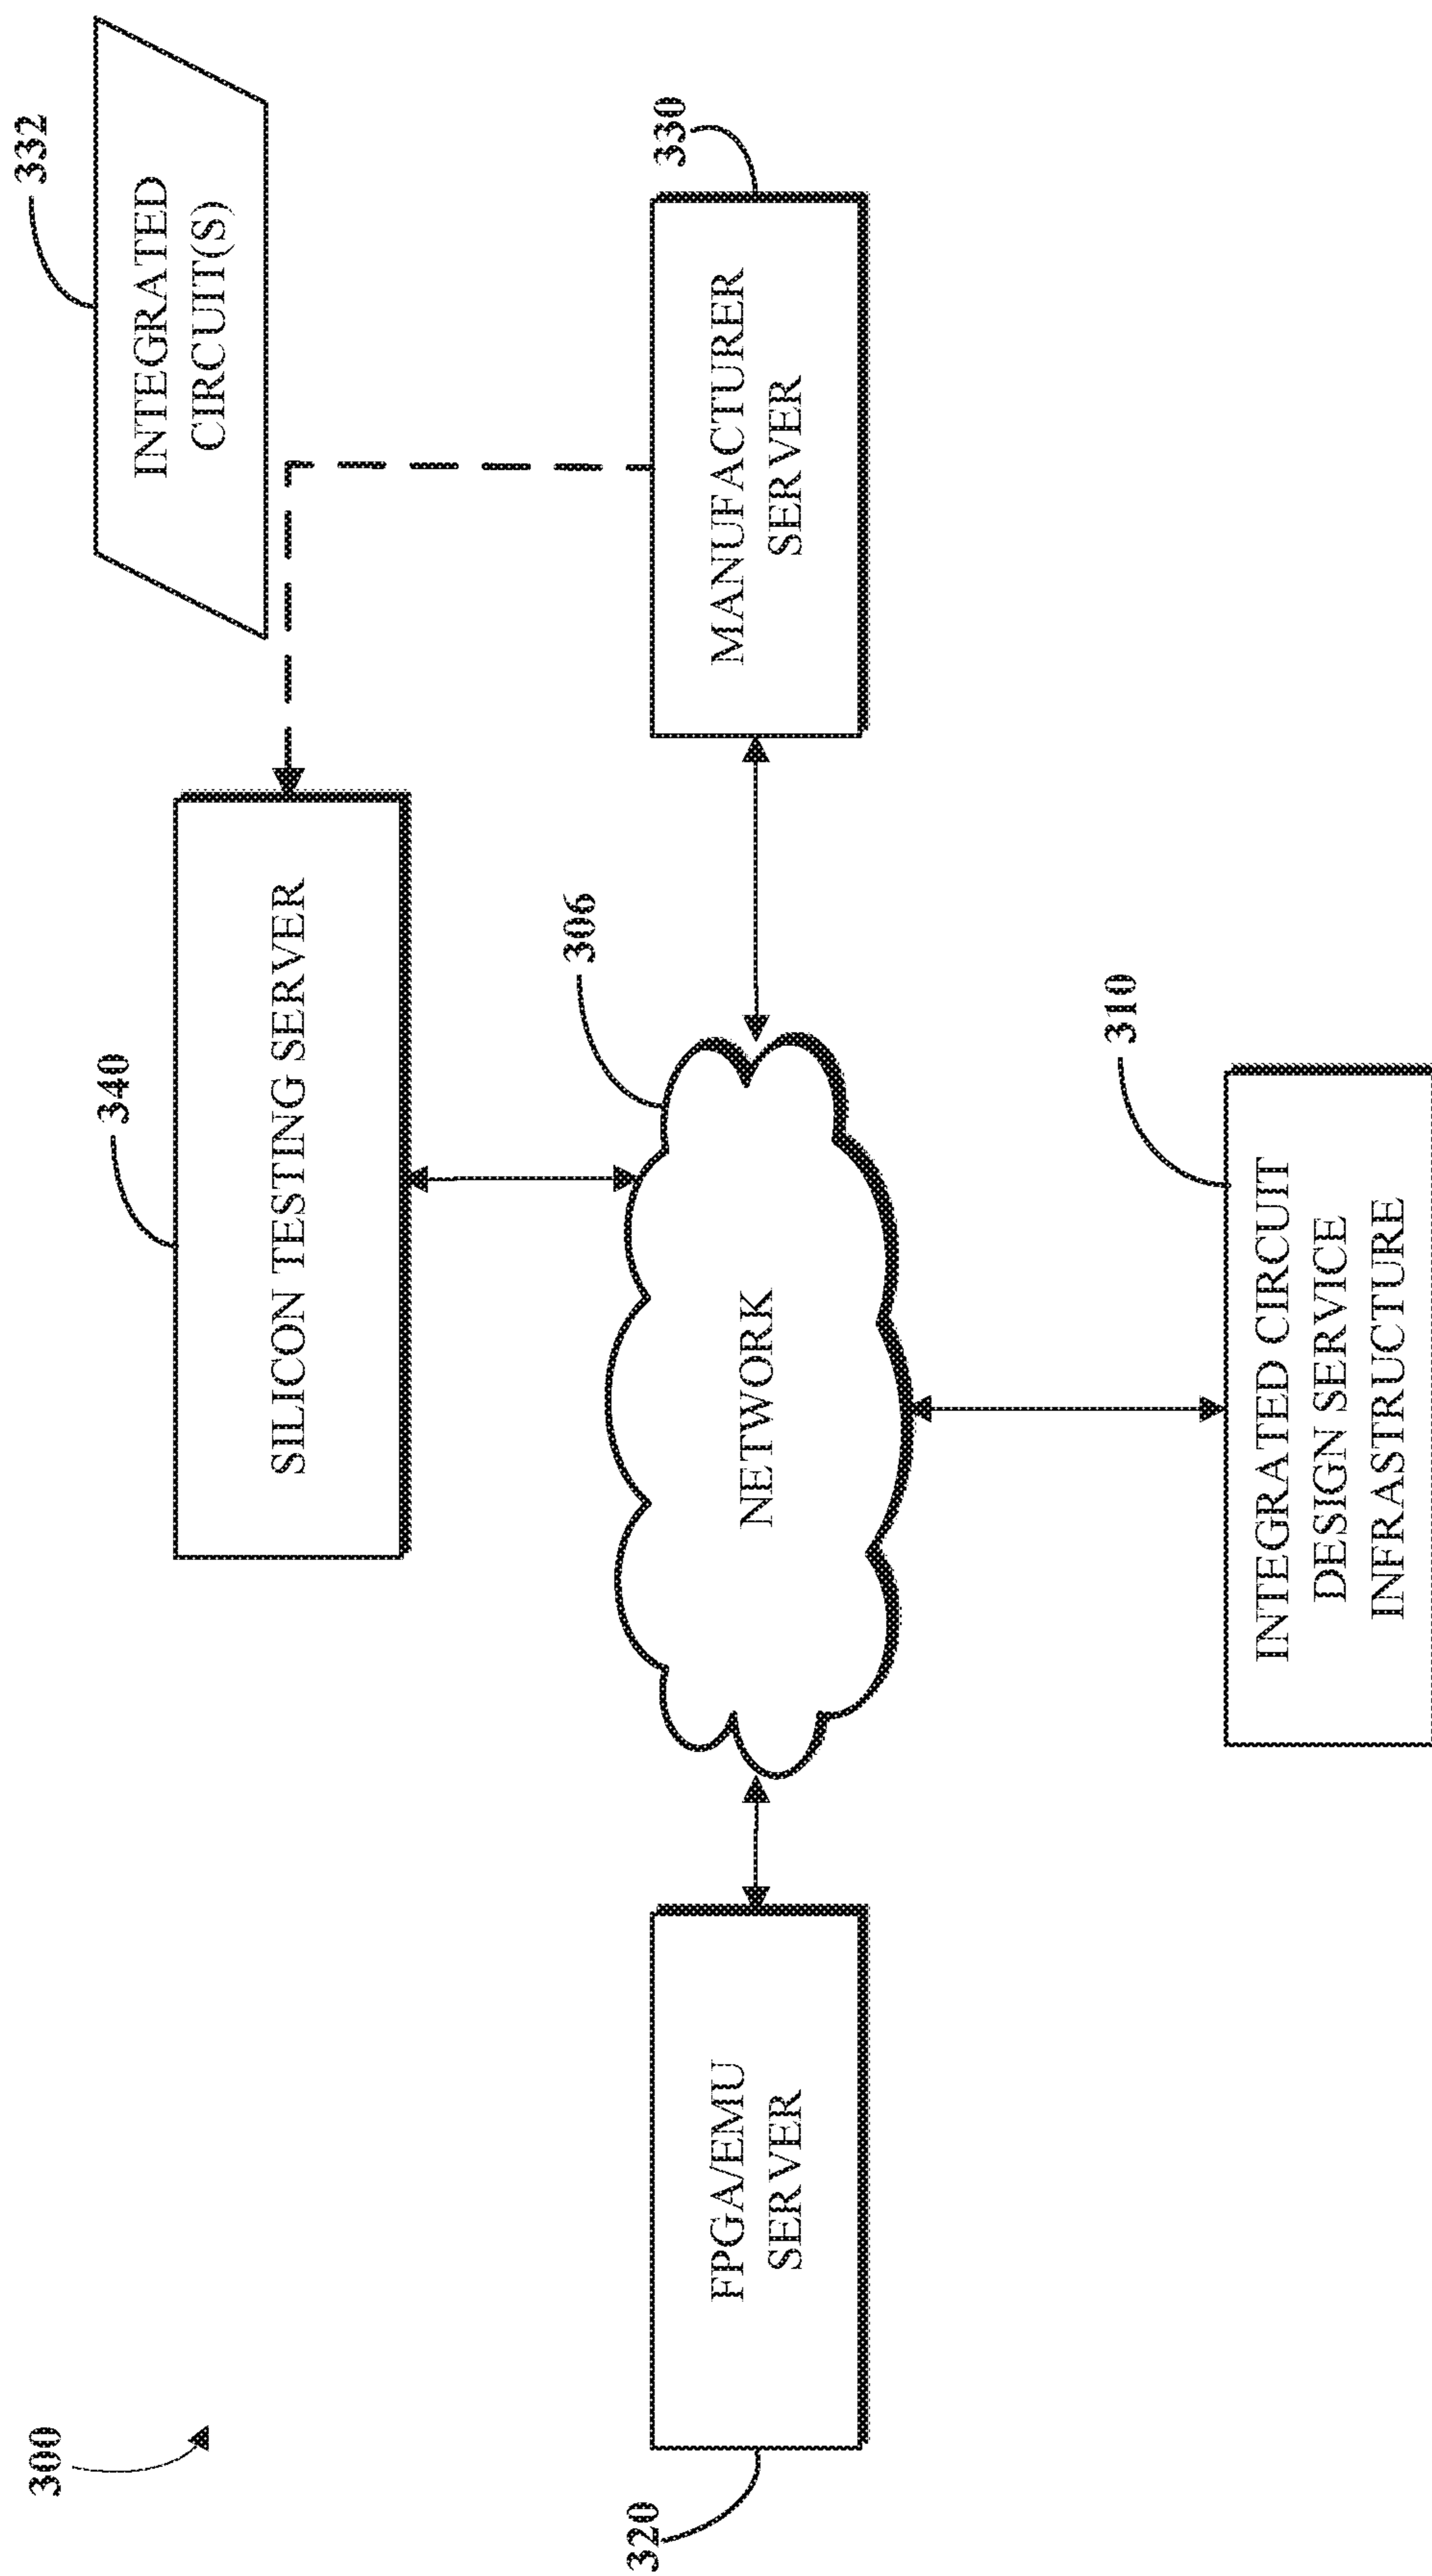 300
332
INTEGRATED
CIRCUIT(S)
340
SILICON TESTING SERVER
306
320
FPGA/EMU
SERVER
NETWORK
330
MANUFACTURER
SERVER
310
INTEGRATED CIRCUIT
DESIGN SERVICE
INFRASTRUCTURE